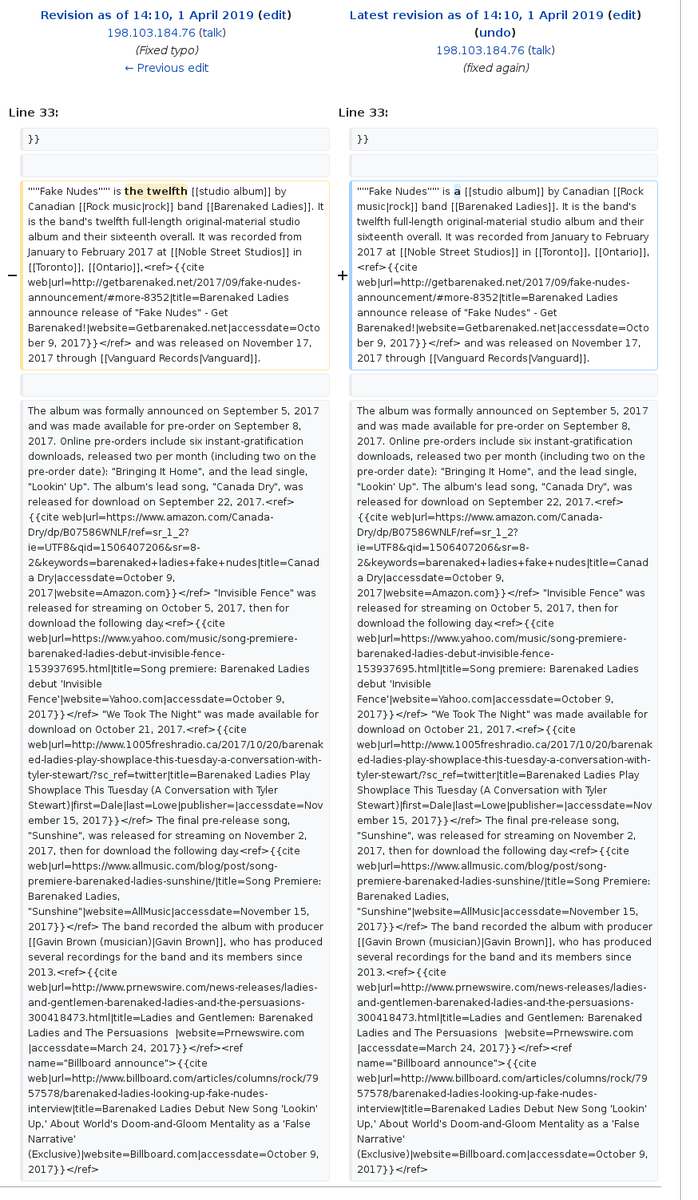 Revision as of 14:10, 1 April 2019 (edit)
198.103.184.76 (talk)
(Fixed typo)
← Previous edit
Latest revision as of 14:10, 1 April 2019 (edit)
(undo)
198.103.184.76 (talk)
(fixed again)
Line 33:
Line 33:
}}
}}
−
'''''Fake Nudes''''' is the twelfth [[studio album]] by
Canadian [[Rock music|rock]] band [[Barenaked Ladies]]. It
is the band's twelfth full-length original-material studio
album and their sixteenth overall. It was recorded from
January to February 2017 at [[Noble Street Studios]] in
[[Toronto]], [[Ontario]],<ref>{{cite
web|url=http://getbarenaked.net/2017/09/fake-nudes-
announcement/#more-8352|title=Barenaked Ladies
announce release of "Fake Nudes" - Get
Barenaked!|website=Getbarenaked.net|accessdate=Octo
ber 9, 2017}}</ref> and was released on November 17,
2017 through [[Vanguard Records|Vanguard]].
+
'''''Fake Nudes''''' is a [[studio album]] by Canadian [[Rock
music|rock]] band [[Barenaked Ladies]]. It is the band's
twelfth full-length original-material studio album and
their sixteenth overall. It was recorded from January to February
2017 at [[Noble Street Studios]] in [[Toronto]], [[Ontario]],
<ref>{{cite
web|url=http://getbarenaked.net/2017/09/fake-nudes-
announcement/#more-8352|title=Barenaked Ladies
announce release of "Fake Nudes" - Get
Barenaked!|website=Getbarenaked.net|accessdate=Octo
ber 9, 2017}}</ref> and was released on November 17,
2017 through [[Vanguard Records|Vanguard]].
The album was formally announced on September 5, 2017
and was made available for pre-order on September 8,
2017. Online pre-orders include six instant-gratification
downloads, released two per month (including two on the
pre-order date): "Bringing It Home", and the lead single,
"Lookin' Up". The album's lead song, "Canada Dry", was
released for download on September 22, 2017.<ref>
{{cite web|url=https://www.amazon.com/Canada-
Dry/dp/B07586WNLF/ref=sr_1_2?
ie=UTF8&qid=1506407206&sr=8-
2&keywords=barenaked+ladies+fake+nudes|title=Canad
a Dry|accessdate=October 9,
2017|website=Amazon.com}}</ref> "Invisible Fence" was
released for streaming on October 5, 2017, then for
download the following day.<ref>{{cite
web|url=https://www.yahoo.com/music/song-premiere-
barenaked-ladies-debut-invisible-fence-
153937695.html|title=Song premiere: Barenaked Ladies
debut 'Invisible
Fence'|website=Yahoo.com|accessdate=October 9,
2017}}</ref> "We Took The Night" was made available for
download on October 21, 2017.<ref>{{cite
web|url=http://www.1005freshradio.ca/2017/10/20/barenak
ed-ladies-play-showplace-this-tuesday-a-conversation-with-
tyler-stewart/?sc_ref=twitter|title=Barenaked Ladies Play
Showplace This Tuesday (A Conversation with Tyler
Stewart)|first=Dale|last=Lowe|publisher=|accessdate=Nov
ember 15, 2017}}</ref> The final pre-release song,
"Sunshine", was released for streaming on November 2,
2017, then for download the following day.<ref>{{cite
web|url=https://www.allmusic.com/blog/post/song-
premiere-barenaked-ladies-sunshine/|title=Song Premiere:
Barenaked Ladies,
"Sunshine"|website=AllMusic|accessdate=November 15,
2017}}</ref> The band recorded the album with producer
[[Gavin Brown (musician)|Gavin Brown]], who has produced
several recordings for the band and its members since
2013.<ref>{{cite
web|url=http://www.prnewswire.com/news-releases/ladies-
and-gentlemen-barenaked-ladies-and-the-persuasions-
300418473.html|title=Ladies and Gentlemen: Barenaked
Ladies and The Persuasions |website=Prnewswire.com
|accessdate=March 24, 2017}}</ref><ref
name="Billboard announce">{{cite
web|url=http://www.billboard.com/articles/columns/rock/79
57578/barenaked-ladies-looking-up-fake-nudes-
interview|title=Barenaked Ladies Debut New Song 'Lookin'
Up,' About World's Doom-and-Gloom Mentality as a 'False
Narrative'
(Exclusive)|website=Billboard.com|accessdate=October 9,
2017}}</ref>
The album was formally announced on September 5, 2017
and was made available for pre-order on September 8,
2017. Online pre-orders include six instant-gratification
downloads, released two per month (including two on the
pre-order date): "Bringing It Home", and the lead single,
"Lookin' Up". The album's lead song, "Canada Dry", was
released for download on September 22, 2017.<ref>
{{cite web|url=https://www.amazon.com/Canada-
Dry/dp/B07586WNLF/ref=sr_1_2?
ie=UTF8&qid=1506407206&sr=8-
2&keywords=barenaked+ladies+fake+nudes|title=Canad
a Dry|accessdate=October 9,
2017|website=Amazon.com}}</ref> "Invisible Fence" was
released for streaming on October 5, 2017, then for
download the following day.<ref>{{cite
web|url=https://www.yahoo.com/music/song-premiere-
barenaked-ladies-debut-invisible-fence-
153937695.html|title=Song premiere: Barenaked Ladies
debut 'Invisible
Fence'|website=Yahoo.com|accessdate=October 9,
2017}}</ref> "We Took The Night" was made available for
download on October 21, 2017.<ref>{{cite
web|url=http://www.1005freshradio.ca/2017/10/20/barenak
ed-ladies-play-showplace-this-tuesday-a-conversation-with-
tyler-stewart/?sc_ref=twitter|title=Barenaked Ladies Play
Showplace This Tuesday (A Conversation with Tyler
Stewart)|first=Dale|last=Lowe|publisher=|accessdate=Nov
ember 15, 2017}}</ref> The final pre-release song,
"Sunshine", was released for streaming on November 2,
2017, then for download the following day.<ref>{{cite
web|url=https://www.allmusic.com/blog/post/song-
premiere-barenaked-ladies-sunshine/|title=Song Premiere:
Barenaked Ladies,
"Sunshine"|website=AllMusic|accessdate=November 15,
2017}}</ref> The band recorded the album with producer
[[Gavin Brown (musician)|Gavin Brown]], who has produced
several recordings for the band and its members since
2013.<ref>{{cite
web|url=http://www.prnewswire.com/news-releases/ladies-
and-gentlemen-barenaked-ladies-and-the-persuasions-
300418473.html|title=Ladies and Gentlemen: Barenaked
Ladies and The Persuasions |website=Prnewswire.com
|accessdate=March 24, 2017}}</ref><ref
name="Billboard announce">{{cite
web|url=http://www.billboard.com/articles/columns/rock/79
57578/barenaked-ladies-looking-up-fake-nudes-
interview|title=Barenaked Ladies Debut New Song 'Lookin'
Up,' About World's Doom-and-Gloom Mentality as a 'False
Narrative'
(Exclusive)|website=Billboard.com|accessdate=October 9,
2017}}</ref>